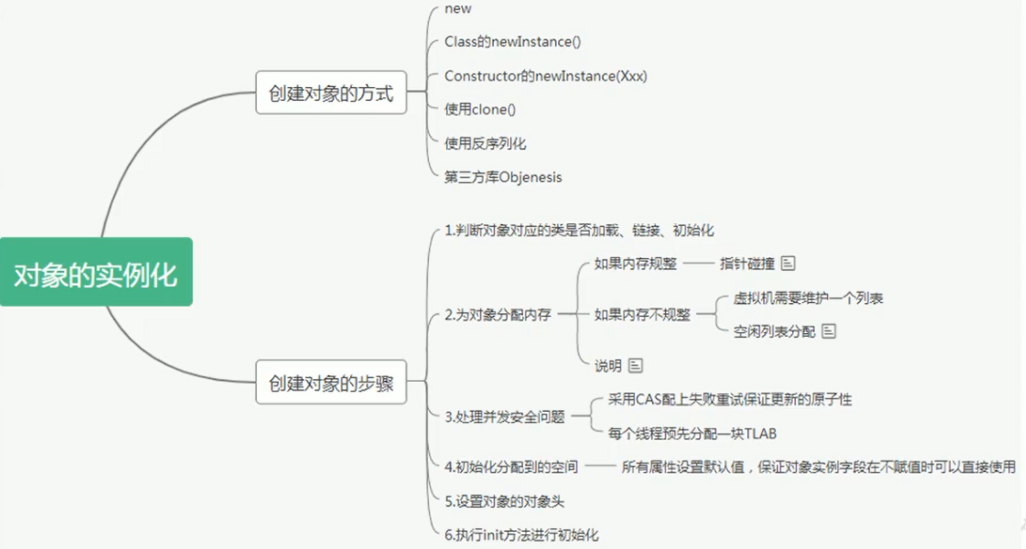 对象的实例化
创建对象的方式
new
Class的newInstance()
Constructor的newInstance(Xxx)
使用clone()
使用反序列化
第三方库Objenesis
创建对象的步骤
1.判断对象对应的类是否加载、链接、初始化
2.为对象分配内存
如果内存规整
指针碰撞
如果内存不规整
虚拟机需要维护一个列表
空闲列表分配
说明
3.处理并发安全问题
采用CAS配上失败重试保证更新的原子性
每个线程预先分配一块TLAB
4.初始化分配到的空间
所有属性设置默认值，保证对象实例字段在不赋值时可以直接使用
5.设置对象的对象头
6.执行init方法进行初始化